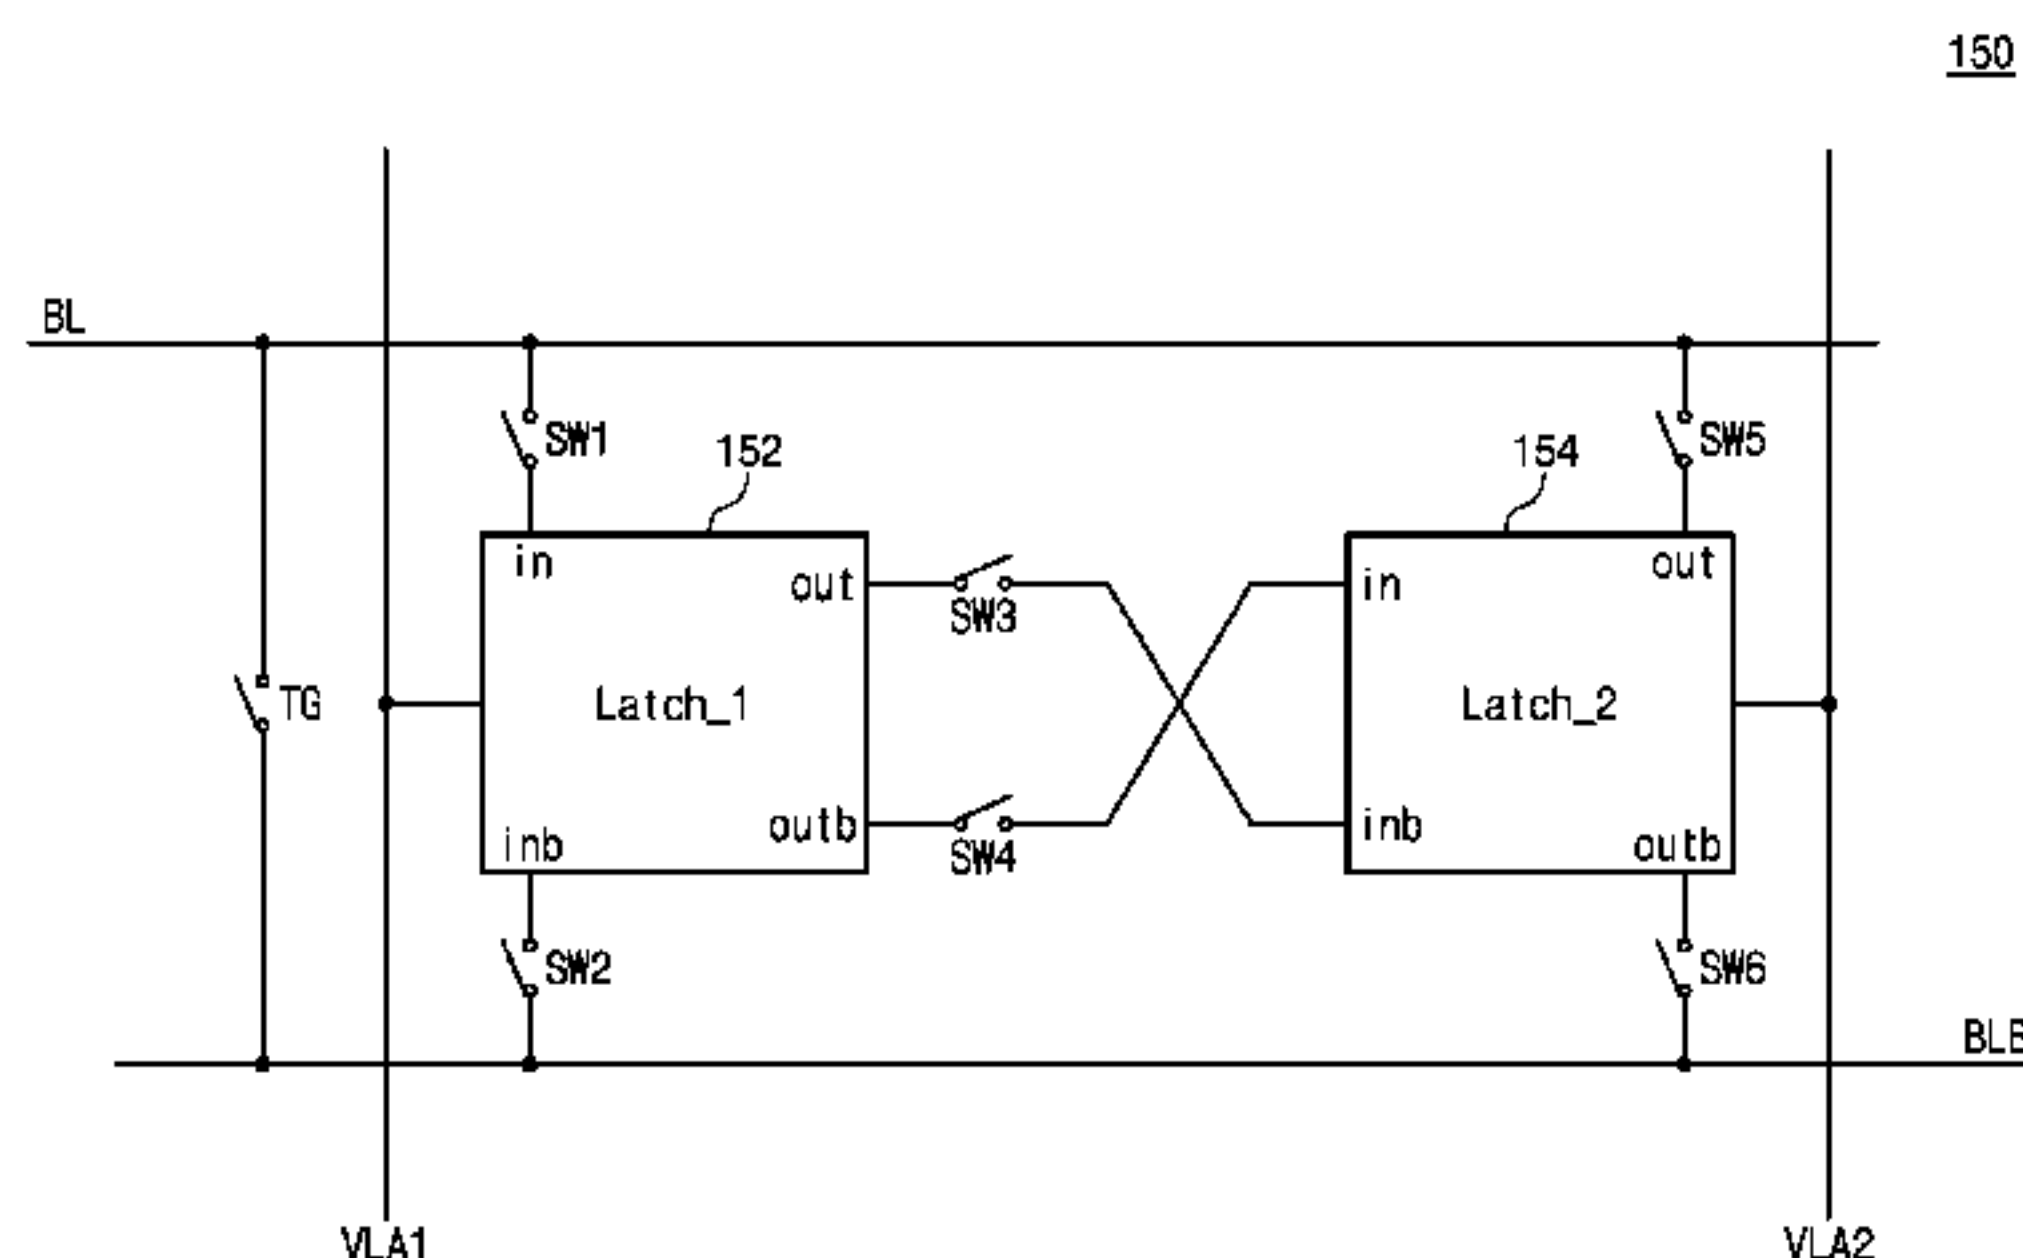 150
BL
SW1
152
154
SW5
in
out
out
in
SW3
TG
Latch_1
Latch_2
outb
inb
inb
outb
SW4
SW2
SW6
BLB
VLA1
VLA2